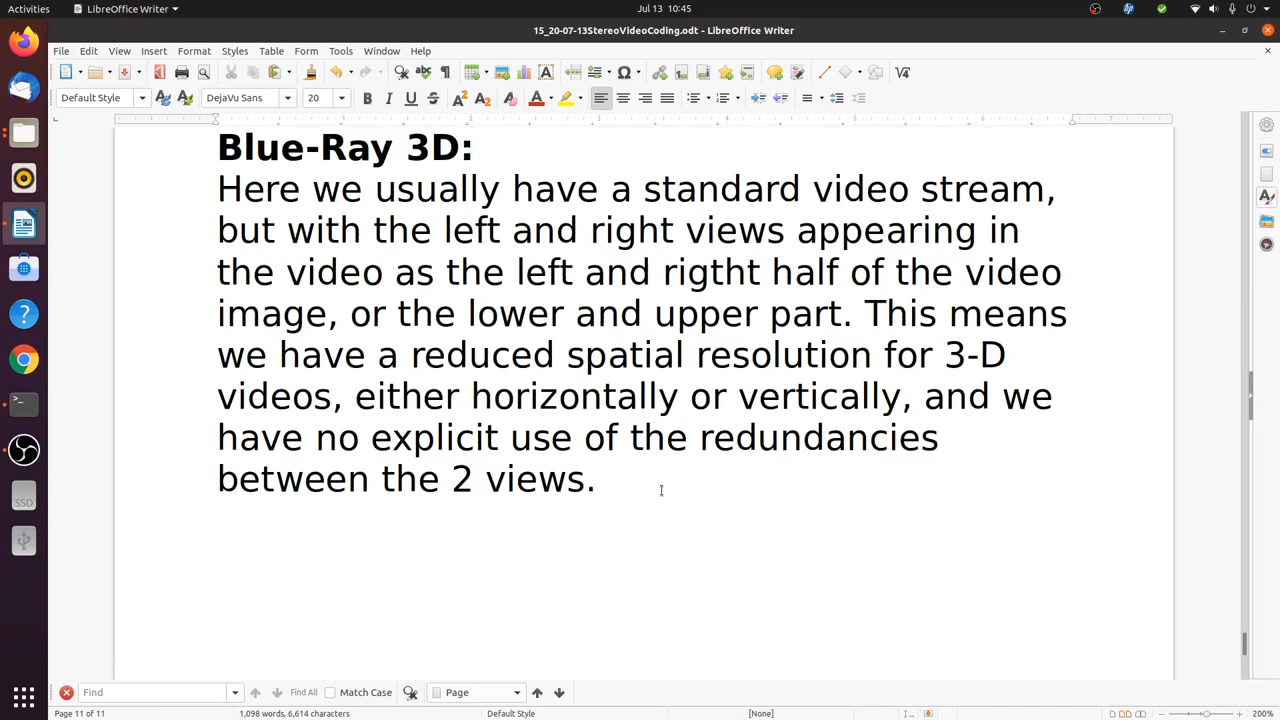 Activities
LibreOffice Writer
Jul 13 10:45
15_20-07-13StereoVideoCoding.odt - LibreOffice Writer
File Edit View Insert Format Styles Table Form Tools Window Help
Default Style DejaVu Sans 20
Blue-Ray 3D:
Here we usually have a standard video stream,
but with the left and right views appearing in
the video as the left and rigtht half of the video
image, or the lower and upper part. This means
we have a reduced spatial resolution for 3-D
videos, either horizontally or vertically, and we
have no explicit use of the redundancies
between the 2 views.
Find Find All Match Case Page
Page 11 of 11 1,098 words, 6,614 characters Default Style [None] 200%